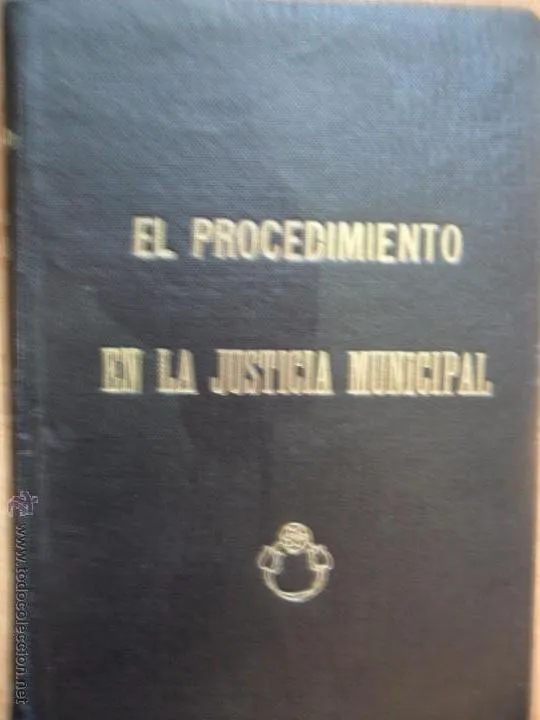 EL PROCEDIMIENTO
EN LA JUSTICIA MUNICIPAL
www.todocoleccion.net